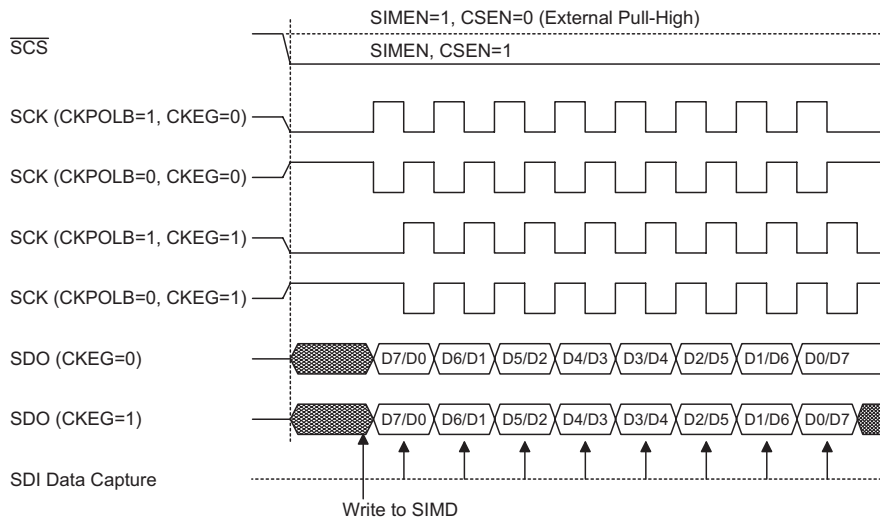 SIMEN=1, CSEN=0 (External Pull-High)
SCS
SIMEN, CSEN=1
SCK (CKPOLB=1, CKEG=0)
SCK (CKPOLB=0, CKEG=0)
SCK (CKPOLB=1, CKEG=1)
SCK (CKPOLB=0, CKEG=1)
SDO (CKEG=0) D7/D0 D6/D1 D5/D2 D4/D3 D3/D4 D2/D5 D1/D6 D0/D7
SDO (CKEG=1) D7/D0 D6/D1 D5/D2 D4/D3 D3/D4 D2/D5 D1/D6 D0/D7
SDI Data Capture
Write to SIMD